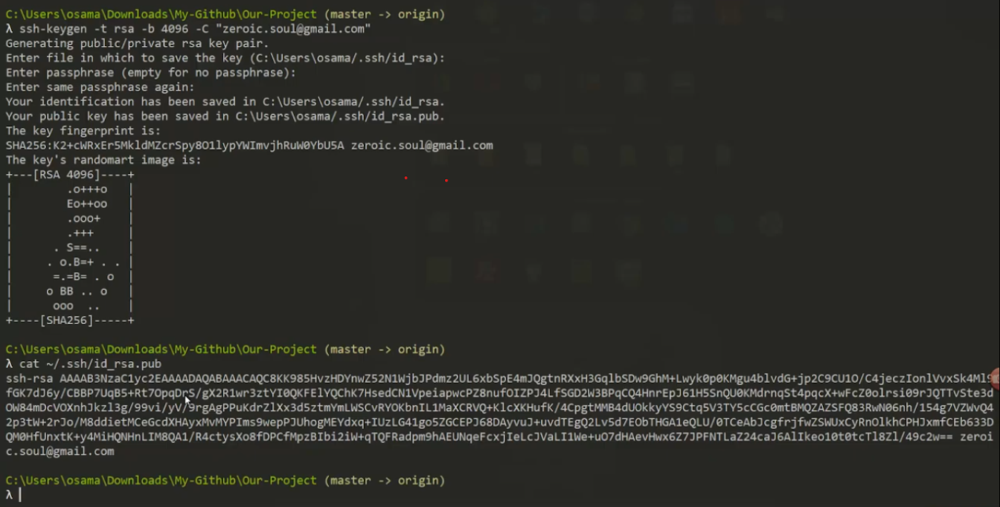 C:\Users\osama\Downloads\My-Github\Our-Project (master -> origin)
λ ssh-keygen -t rsa -b 4096 -C "zeroic.soul@gmail.com"
Generating public/private rsa key pair.
Enter file in which to save the key (C:\Users\osama/.ssh/id_rsa):
Enter passphrase (empty for no passphrase):
Enter same passphrase again:
Your identification has been saved in C:\Users\osama/.ssh/id_rsa.
Your public key has been saved in C:\Users\osama/.ssh/id_rsa.pub.
The key fingerprint is:
SHA256:K2+cWRxEr5MkldMZcrSpy8O1lypYWImvjhRuW0YbU5A zeroic.soul@gmail.com
The key's randomart image is:
+---[RSA 4096]----+
|        .o+++o   |
|        Eo++oo   |
|        .ooo+    |
|        .+++     |
|      . S==..    |
|     . o.B=+ . . |
|      =.=B= . o  |
|     o BB .. o   |
|      ooo  ..    |
+----[SHA256]-----+
C:\Users\osama\Downloads\My-Github\Our-Project (master -> origin)
λ cat ~/.ssh/id_rsa.pub
ssh-rsa AAAAB3NzaC1yc2EAAAADAQABAAACAQC8KK985HvzHDYnwZ52N1WjbJPdmz2UL6xbSpE4mJQgtnRXxH3GqlbSDw9GhM+Lwyk0p0KMgu4blvdG+jp2C9CU1O/C4jeczIonlVvxSk4Ml9
fGK7dJ6y/CBBP7UqB5+Rt7OpqDrS/gX2R1wr3ztYI0QKFElYQChK7HsedCN1VpeiapwcPZ8nufOIZPJ4LfSGD2W3BPqCQ4HnrEpJ61H5SnQU0KMdrnqSt4pqcX+wFcZ0olrsi09rJQTTvSte3d
OW84mDcVOXnhJkzl3g/99vi/yV/9rgAgPPuKdrZlXx3d5ztmYmLWSCvRYOKbnIL1MaXCRVQ+KlcXKHufK/4CpgtMMB4dUOkkyYS9Ctq5V3TY5cCGc0mtBMQZAZSFQ83RwN06nh/154g7VZWvQ4
2p3tW+2rJo/M8ddietMCeGcdXHAyxMvMYPIms9wepPJUhogMEYdxq+IUzLG41go5ZGCEPJ68DAyvuJ+uvdTEgQ2Lv5d7EObTHGA1eQLU/0TCeAbJcgfrjfwZSWUxCyRnOlkhCPHJxmfCEb633D
QM0HfUnxtK+y4MiHQNHnLIM8QA1/R4ctysXo8fDPCfMpzBIbi2iW+qTQFRadpm9hAEUNqeFcxjIeLcJVaLI1We+uO7dHAevHwx6Z7JPFNTLaZ24caJ6AlIkeo10t0tcTl8Zl/49c2w== zeroi
c.soul@gmail.com
C:\Users\osama\Downloads\My-Github\Our-Project (master -> origin)
λ